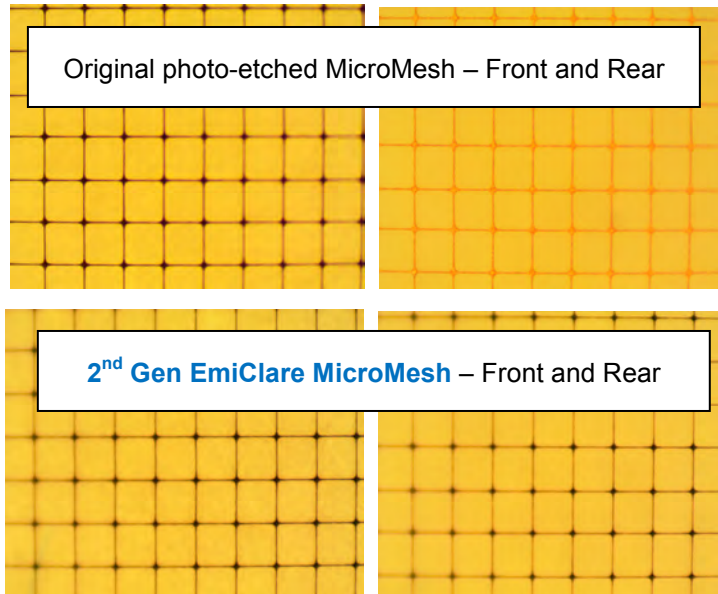 Original photo-etched MicroMesh – Front and Rear
2nd Gen EmiClare MicroMesh – Front and Rear